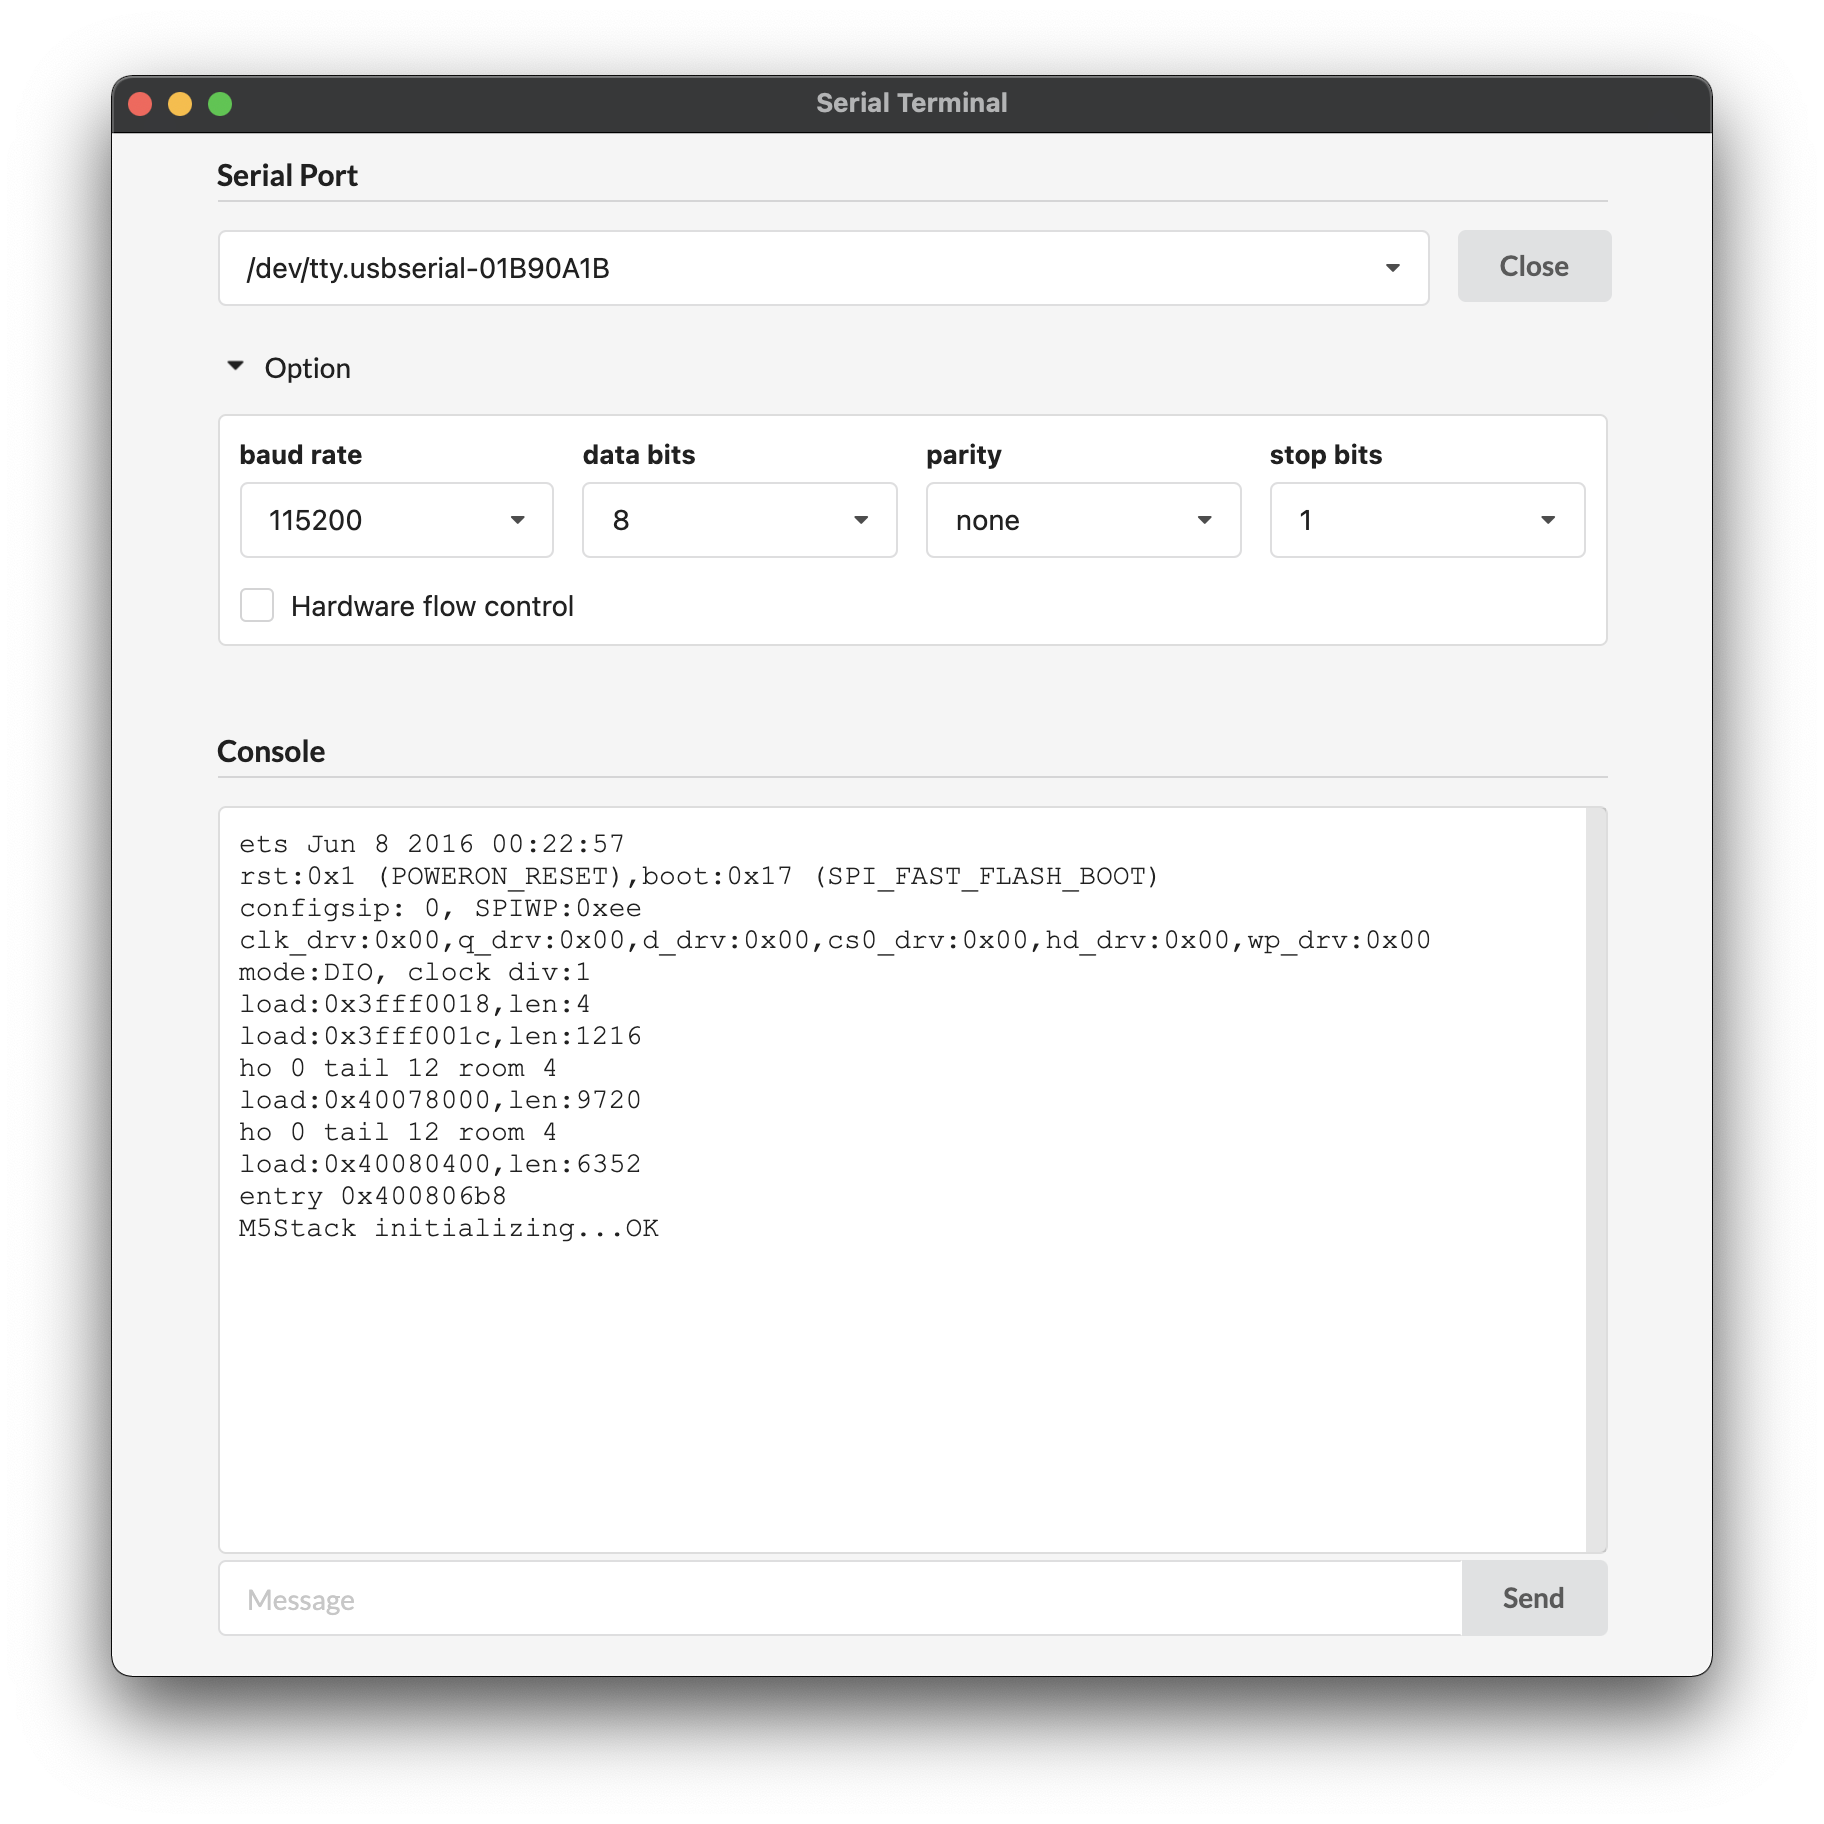 Serial Terminal
Serial Port
/dev/tty.usbserial-01B90A1B
Close
Option
baud rate data bits parity stop bits
115200 8 none 1
Hardware flow control
Console
ets Jun 8 2016 00:22:57
rst:0x1 (POWERON_RESET),boot:0x17 (SPI_FAST_FLASH_BOOT)
configsip: 0, SPIWP:0xee
clk_drv:0x00,q_drv:0x00,d_drv:0x00,cs0_drv:0x00,hd_drv:0x00,wp_drv:0x00
mode:DIO, clock div:1
load:0x3fff0018,len:4
load:0x3fff001c,len:1216
ho 0 tail 12 room 4
load:0x40078000,len:9720
ho 0 tail 12 room 4
load:0x40080400,len:6352
entry 0x400806b8
M5Stack initializing...OK
Message
Send